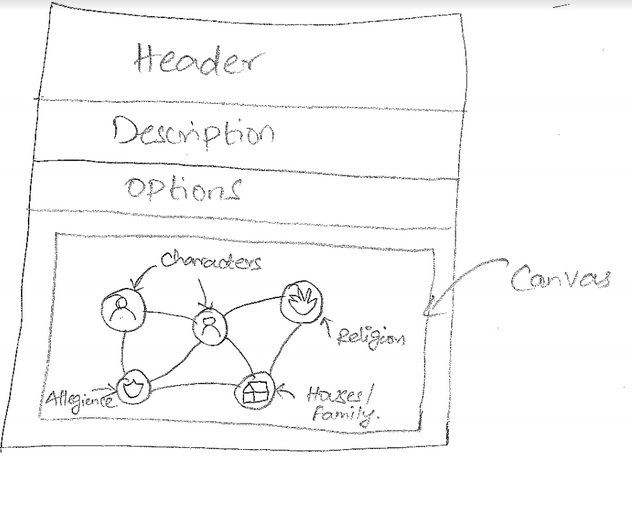 Header
Description
Options
Characters
Canvas
Religion
Allegience
Houses/
Family.